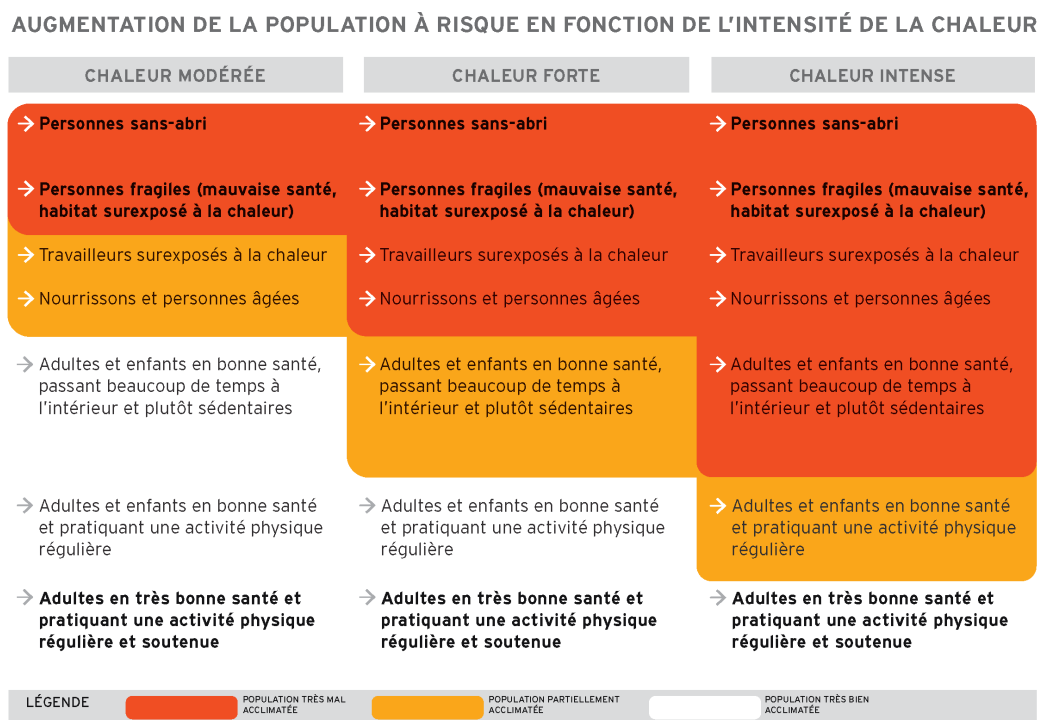 AUGMENTATION DE LA POPULATION À RISQUE EN FONCTION DE L'INTENSITÉ DE LA CHALEUR
CHALEUR MODÉRÉE
→ Personnes sans-abri
→ Personnes fragiles (mauvaise santé,
habitat surexposé à la chaleur)
→ Travailleurs surexposés à la chaleur
→ Nourrissons et personnes âgées
→ Adultes et enfants en bonne santé,
passant beaucoup de temps à
l'intérieur et plutôt sédentaires
→ Adultes et enfants en bonne santé
et pratiquant une activité physique
régulière
→ Adultes en très bonne santé et
pratiquant une activité physique
régulière et soutenue
CHALEUR FORTE
→ Personnes sans-abri
→ Personnes fragiles (mauvaise santé,
habitat surexposé à la chaleur)
→ Travailleurs surexposés à la chaleur
→ Nourrissons et personnes âgées
→ Adultes et enfants en bonne santé,
passant beaucoup de temps à
l'intérieur et plutôt sédentaires
→ Adultes et enfants en bonne santé
et pratiquant une activité physique
régulière
→ Adultes en très bonne santé et
pratiquant une activité physique
régulière et soutenue
CHALEUR INTENSE
→ Personnes sans-abri
→ Personnes fragiles (mauvaise santé,
habitat surexposé à la chaleur)
→ Travailleurs surexposés à la chaleur
→ Nourrissons et personnes âgées
→ Adultes et enfants en bonne santé,
passant beaucoup de temps à
l'intérieur et plutôt sédentaires
→ Adultes et enfants en bonne santé
et pratiquant une activité physique
régulière
→ Adultes en très bonne santé et
pratiquant une activité physique
régulière et soutenue
LÉGENDE
POPULATION TRÈS MAL
ACCLIMATÉE
POPULATION PARTIELLEMENT
ACCLIMATÉE
POPULATION TRÈS BIEN
ACCLIMATÉE